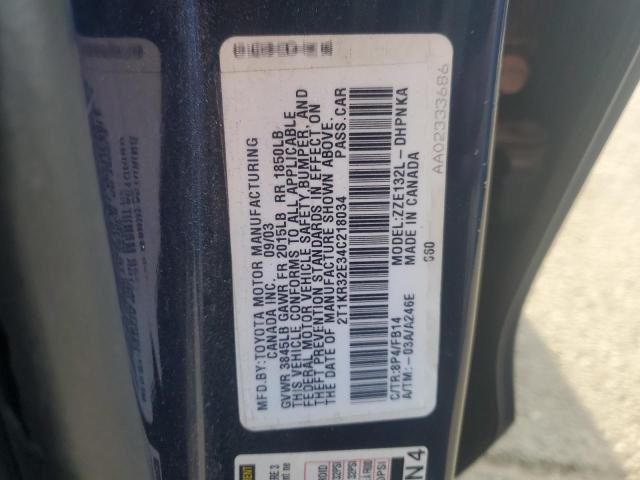 MFD.BY:TOYOTA MOTOR MANUFACTURING
CANADA INC. 09/03
GVWR 3845LB GAWR FR 2015LB RR 1850LB
THIS VEHICLE CONFORMS TO ALL APPLICABLE
FEDERAL MOTOR VEHICLE SAFETY, BUMPER, AND
THEFT PREVENTION STANDARDS IN EFFECT ON
THE DATE OF MANUFACTURE SHOWN ABOVE.
2T1KR32E34C218034 PASS.CAR
C/TR:8P4/FB14 MODEL:ZZE132L-DHPNKA
A/TM:-03A/A246E MADE IN CANADA
C60
AA02333686
N4